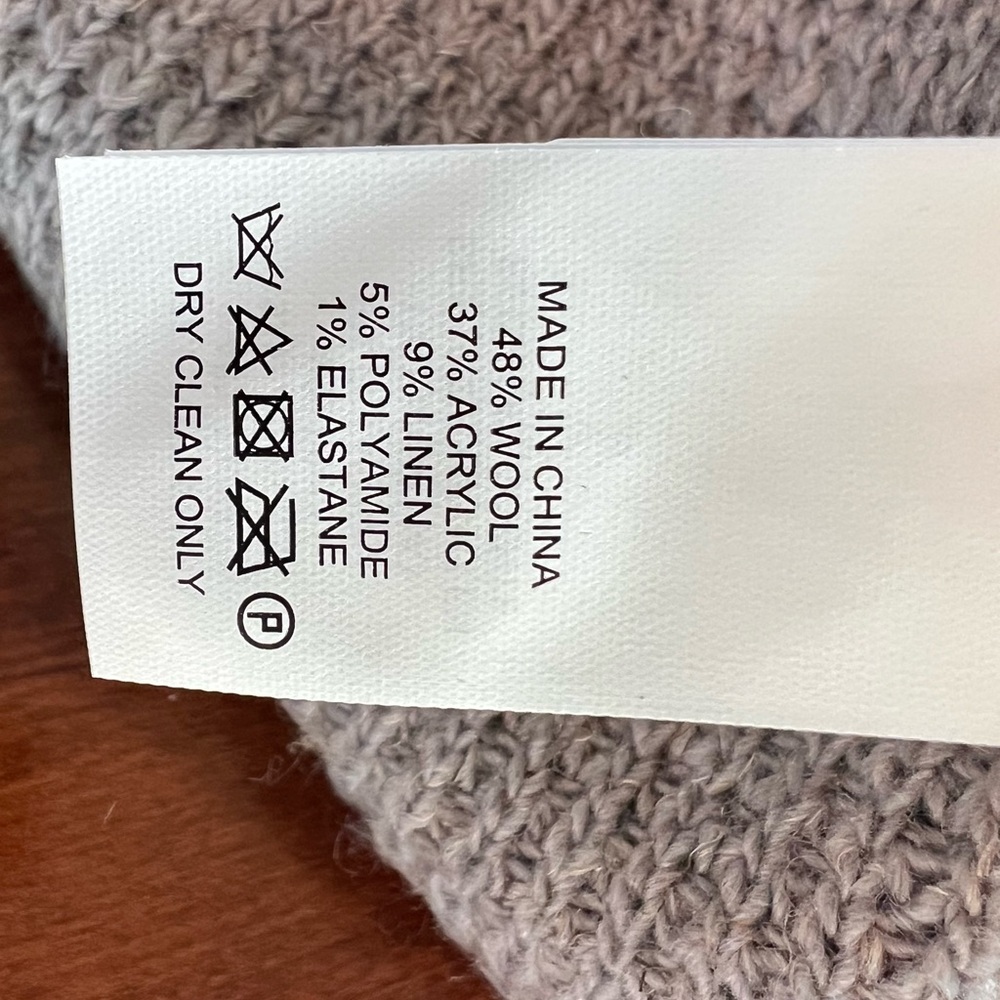 MADE IN CHINA
48% WOOL
37% ACRYLIC
9% LINEN
5% POLYAMIDE
1% ELASTANE
P
DRY CLEAN ONLY